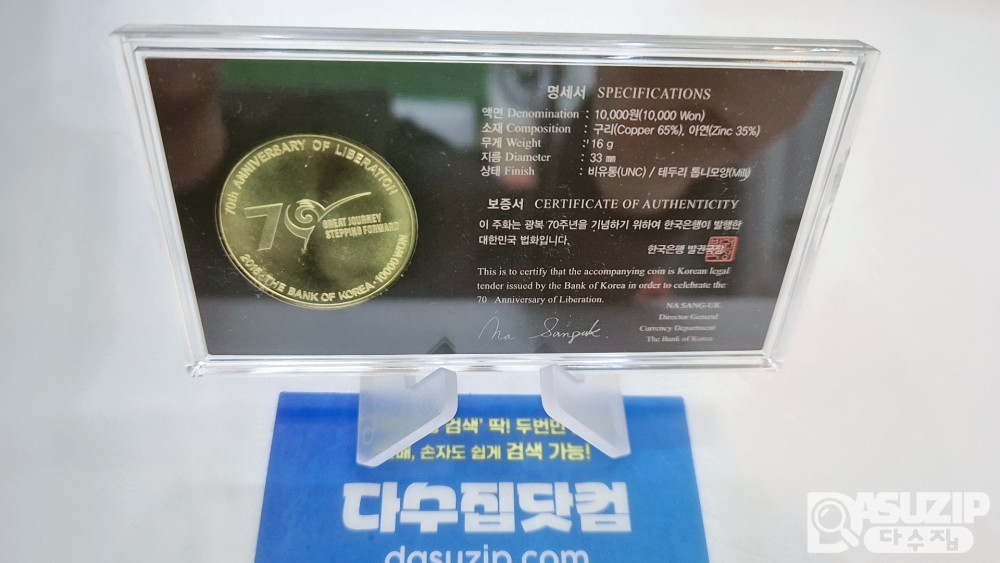 70th ANNIVERSARY OF LIBERATION
70
GREAT JOURNEY
STEPPING FORWARD
THE BANK OF KOREA · 10000 WON
명세서 SPECIFICATIONS
액면 Denomination : 10,000원(10,000 Won)
소재 Composition : 구리(Copper 65%), 아연(Zinc 35%)
무게 Weight : 16 g
지름 Diameter : 33 mm
상태 Finish : 비유통(UNC) / 테두리 톱니모양(Mill)
보증서 CERTIFICATE OF AUTHENTICITY
이 주화는 광복 70주년을 기념하기 위하여 한국은행이 발행한
대한민국 법화입니다.
한국은행 발권국장
This is to certify that the accompanying coin is Korean legal
tender issued by the Bank of Korea in order to celebrate the
70 Anniversary of Liberation.
NA SANG-UK
Director General
Currency Department
The Bank of Korea
Na Sanguk
검색' 딱! 두번만
손자도 쉽게 검색 가능!
다수집닷컴
dasuzip.com
DASUZIP
다수집